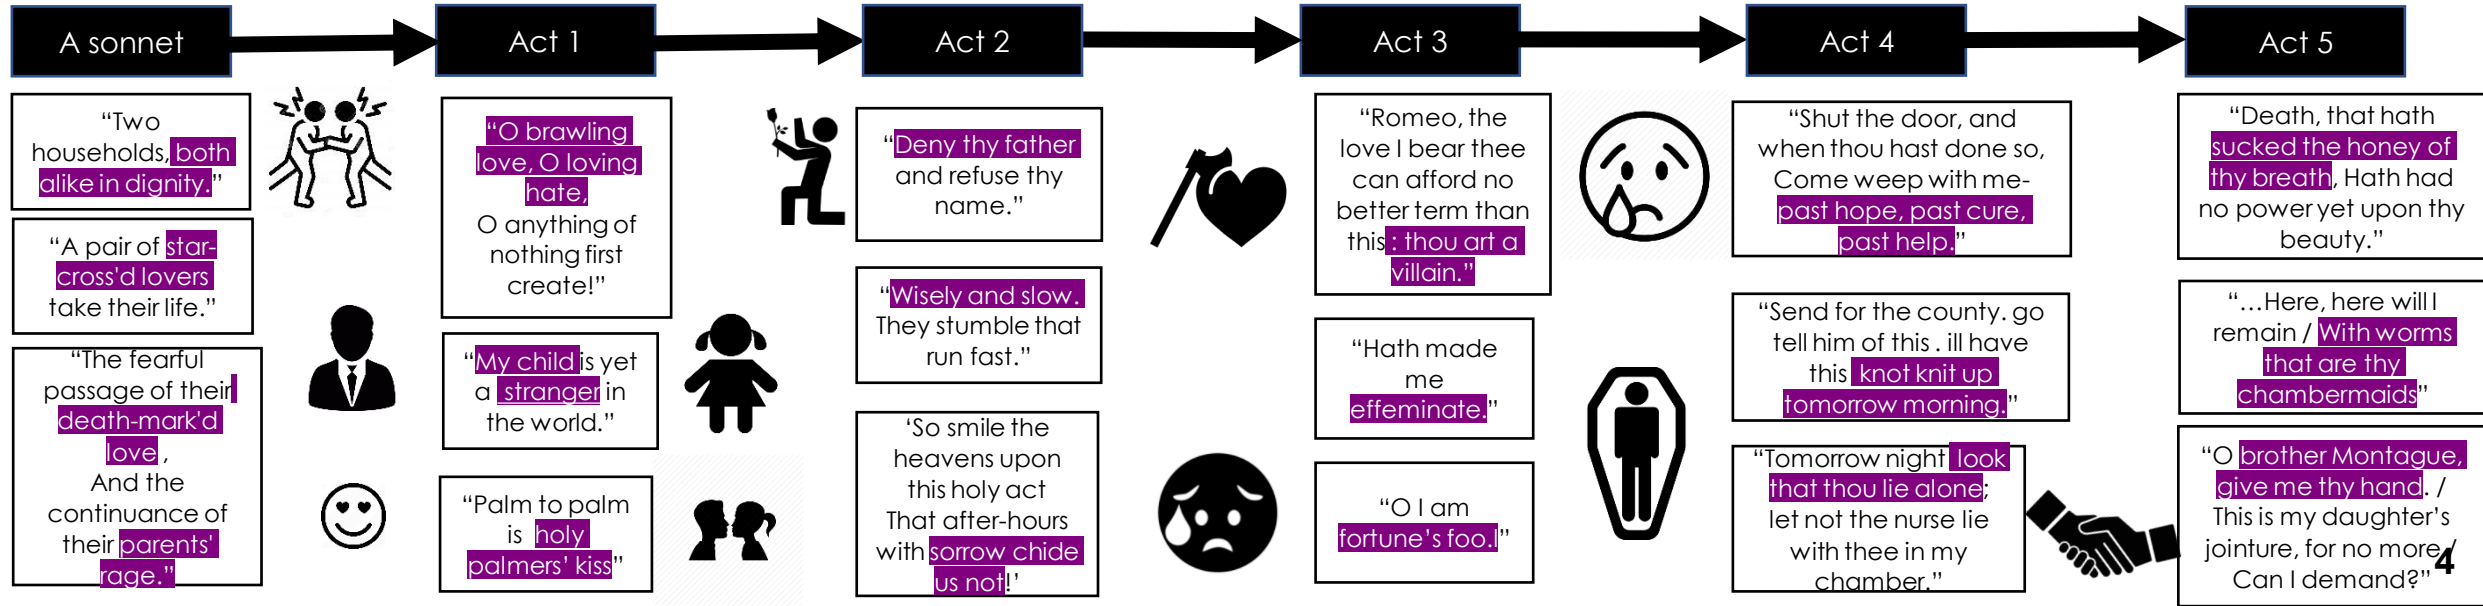 A sonnet
Act 1
Act 2
Act 3
Act 4
Act 5
“Two
households, both
alike in dignity.”
“A pair of star-
cross'd lovers
take their life.”
“The fearful
passage of their
death-mark'd
love ,
And the
continuance of
their parents'
rage.”
“O brawling
love, O loving
hate,
O anything of
nothing first
create!”
“My child is yet
a stranger in
the world.”
“Palm to palm
is holy
palmers’ kiss”
“Deny thy father
and refuse thy
name.”
“Wisely and slow.
They stumble that
run fast.”
‘So smile the
heavens upon
this holy act
That after-hours
with sorrow chide
us not!’
“Romeo, the
love I bear thee
can afford no
better term than
this : thou art a
villain.”
“Hath made
me
effeminate.”
“O I am
fortune’s foo.l”
“Shut the door, and
when thou hast done so,
Come weep with me-
past hope, past cure,
past help.”
“Send for the county. go
tell him of this . ill have
this knot knit up
tomorrow morning.”
“Tomorrow night look
that thou lie alone;
let not the nurse lie
with thee in my
chamber.”
“Death, that hath
sucked the honey of
thy breath, Hath had
no power yet upon thy
beauty.”
“…Here, here will I
remain / With worms
that are thy
chambermaids”
“O brother Montague,
give me thy hand. /
This is my daughter’s
jointure, for no more /
Can I demand?”
4